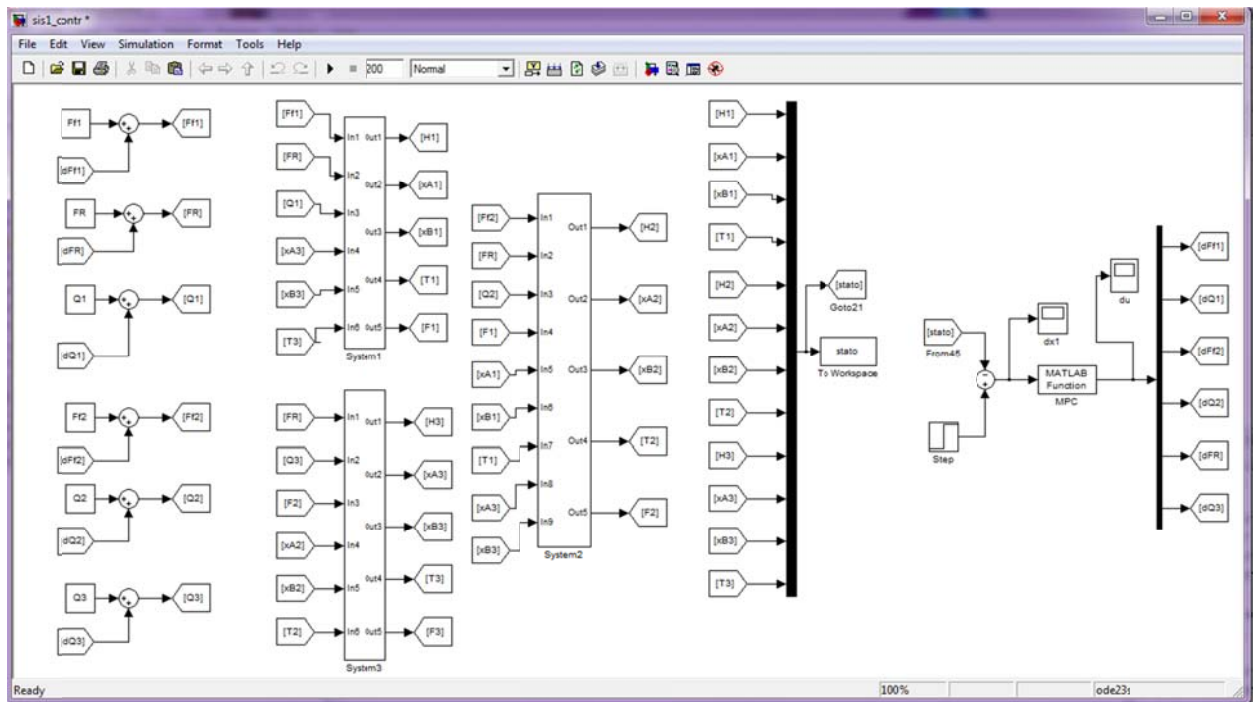 sis1_contr *
File Edit View Simulation Format Tools Help
200 Normal
Ff1
[Ff1]
[dFf1]
FR
[FR]
[dFR]
Q1
[Q1]
[dQ1]
Ff2
[Ff2]
[dFf2]
Q2
[Q2]
[dQ2]
Q3
[Q3]
[dQ3]
[Ff1] In1 Out1 [H1]
[FR] In2 Out2 [xA1]
[Q1] In3 Out3 [xB1]
[xA3] In4
[xB3] In5 Out4 [T1]
[T3] In6 Out5 [F1]
System1
[FR] In1 Out1 [H3]
[Q3] In2 Out2 [xA3]
[F2] In3 Out3 [xB3]
[xA2] In4
[xB2] In5 Out4 [T3]
[T2] In6 Out5 [F3]
System3
[Ff2] In1 Out1 [H2]
[FR] In2
[Q2] In3 Out2 [xA2]
[F1] In4
[xA1] In5 Out3 [xB2]
[xB1] In6
[T1] In7 Out4 [T2]
[xA3] In8
[xB3] In9 Out5 [F2]
System2
[H1]
[xA1]
[xB1]
[T1]
[H2]
[xA2]
[xB2]
[T2]
[H3]
[xA3]
[xB3]
[T3]
[stato]
Goto21
stato
To Workspace
[stato]
From45
Step
dx1
MATLAB
Function
MPC
du
[dFf1]
[dQ1]
[dFf2]
[dQ2]
[dFR]
[dQ3]
Ready 100% ode23s